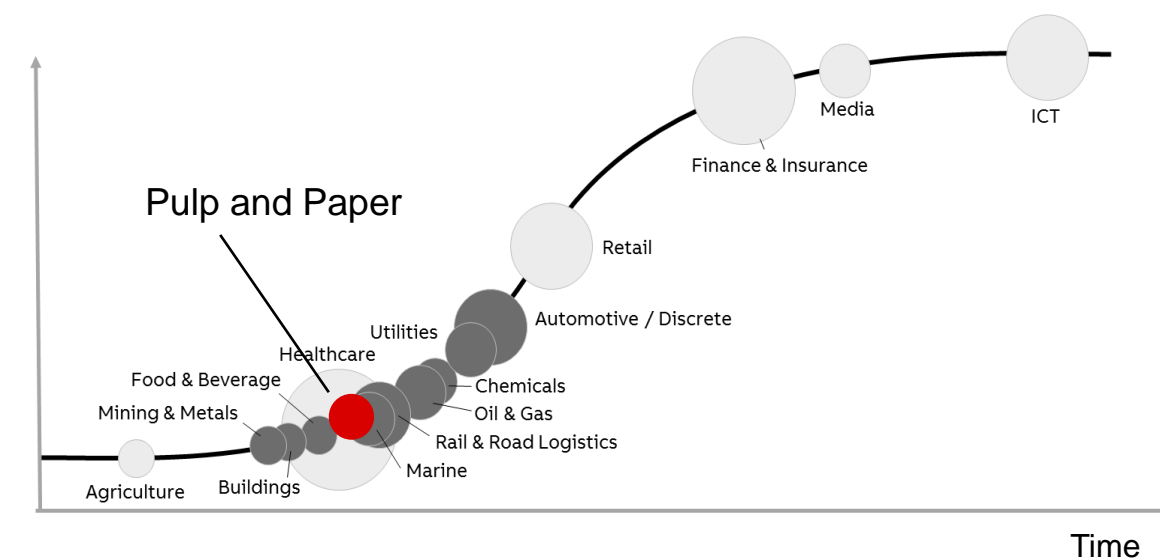 Media
ICT
Finance & Insurance
Pulp and Paper
Retail
Automotive / Discrete
Utilities
Healthcare
Food & Beverage
Chemicals
Mining & Metals
Oil & Gas
Rail & Road Logistics
Marine
Buildings
Agriculture
Time